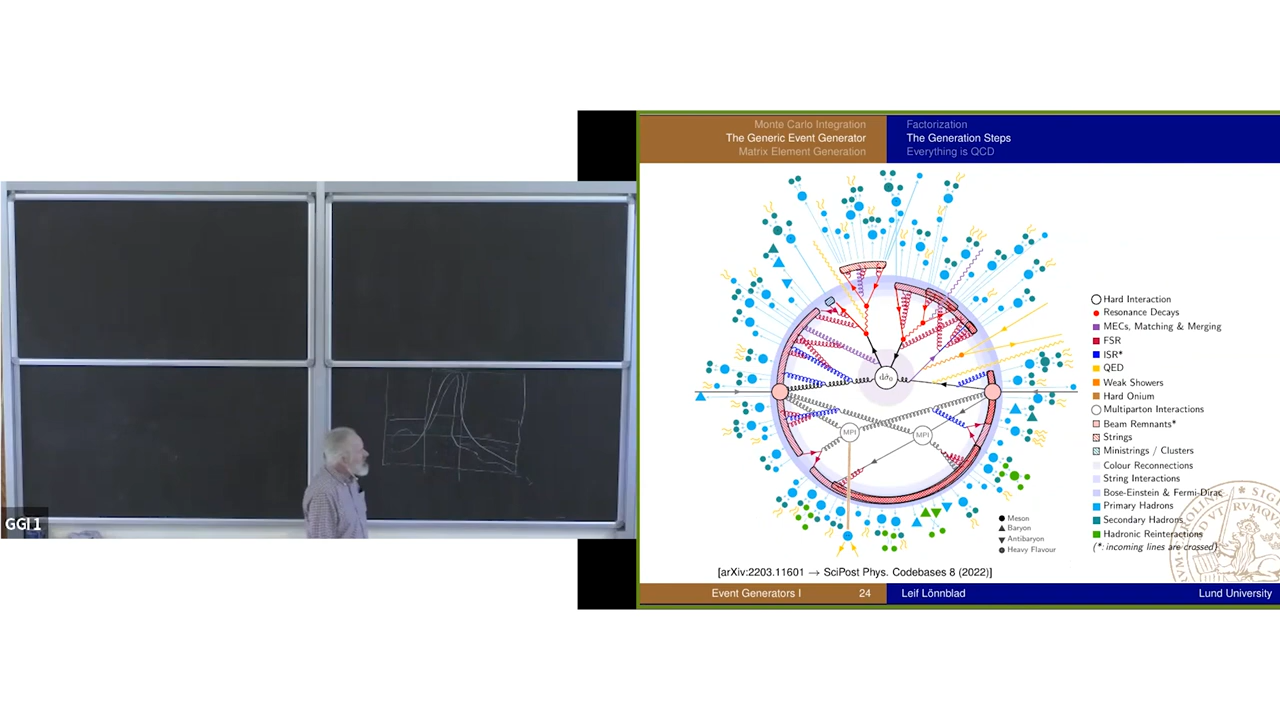 Monte Carlo Integration
The Generic Event Generator
Matrix Element Generation
Factorization
The Generation Steps
Everything is QCD
dσ̂₀
MPI
MPI
Hard Interaction
Resonance Decays
MECs, Matching & Merging
FSR
ISR*
QED
Weak Showers
Hard Onium
Multiparton Interactions
Beam Remnants*
Strings
Ministrings / Clusters
Colour Reconnections
String Interactions
Bose-Einstein & Fermi-Dirac
Primary Hadrons
Secondary Hadrons
Hadronic Reinteractions
(*: incoming lines are crossed)
Meson
Baryon
Antibaryon
Heavy Flavour
[arXiv:2203.11601 → SciPost Phys. Codebases 8 (2022)]
Event Generators I 24 Leif Lönnblad Lund University
GGI 1